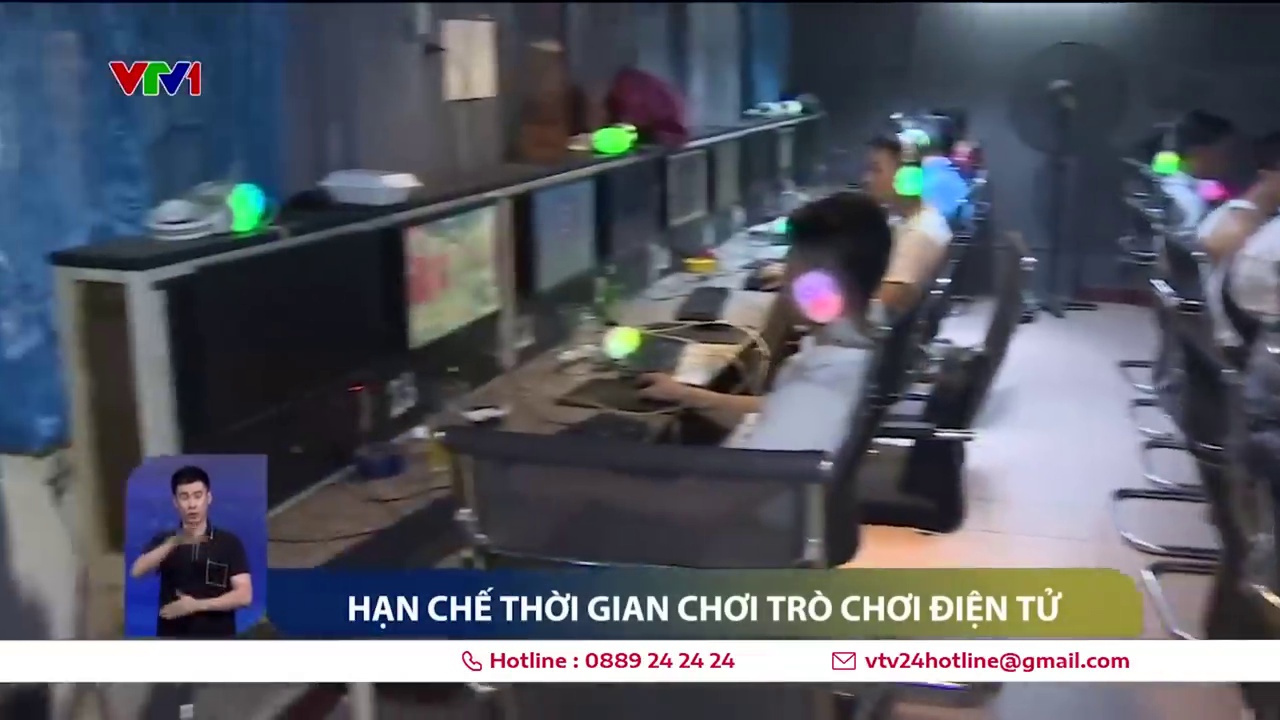 VTV1
HẠN CHẾ THỜI GIAN CHƠI TRÒ CHƠI ĐIỆN TỬ
Hotline : 0889 24 24 24
vtv24hotline@gmail.com